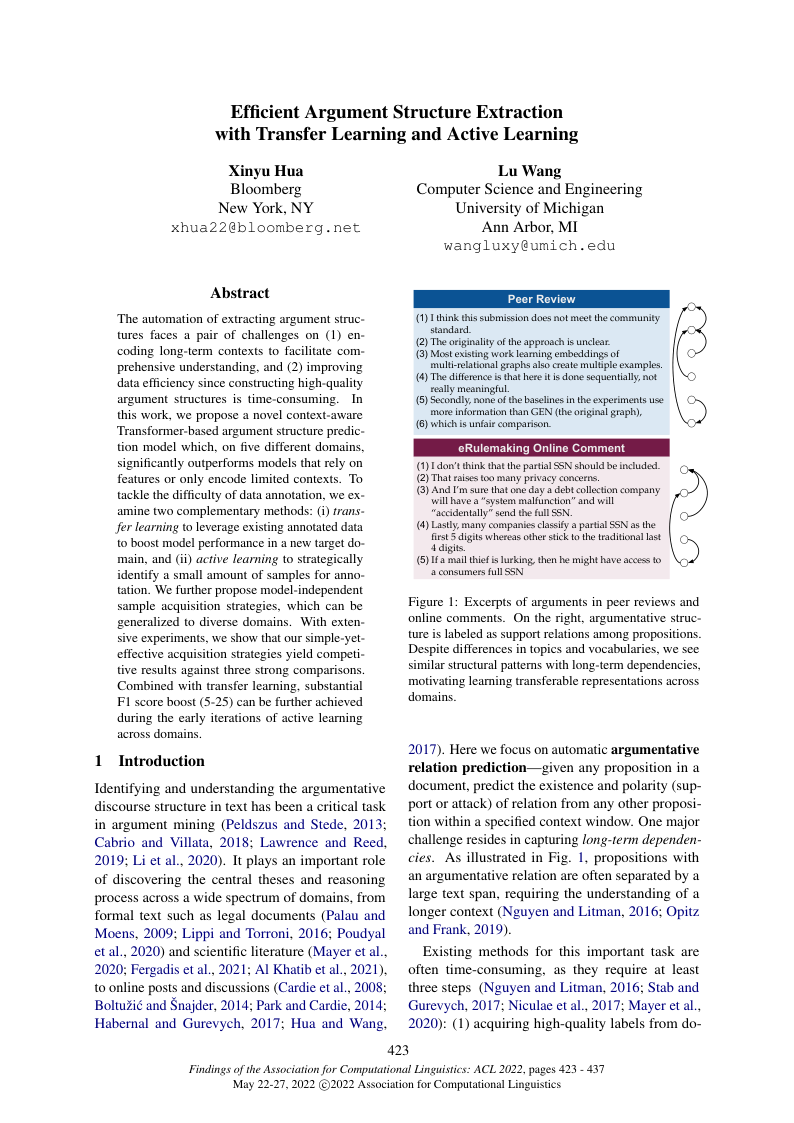 Efficient Argument Structure Extraction
with Transfer Learning and Active Learning
Xinyu Hua
Bloomberg
New York, NY
xhua22@bloomberg.net
Lu Wang
Computer Science and Engineering
University of Michigan
Ann Arbor, MI
wangluxy@umich.edu
Abstract
The automation of extracting argument struc-
tures faces a pair of challenges on (1) en-
coding long-term contexts to facilitate com-
prehensive understanding, and (2) improving
data efficiency since constructing high-quality
argument structures is time-consuming. In
this work, we propose a novel context-aware
Transformer-based argument structure predic-
tion model which, on five different domains,
significantly outperforms models that rely on
features or only encode limited contexts. To
tackle the difficulty of data annotation, we ex-
amine two complementary methods: (i) trans-
fer learning to leverage existing annotated data
to boost model performance in a new target do-
main, and (ii) active learning to strategically
identify a small amount of samples for anno-
tation. We further propose model-independent
sample acquisition strategies, which can be
generalized to diverse domains. With exten-
sive experiments, we show that our simple-yet-
effective acquisition strategies yield competi-
tive results against three strong comparisons.
Combined with transfer learning, substantial
F1 score boost (5-25) can be further achieved
during the early iterations of active learning
across domains.
1 Introduction
Identifying and understanding the argumentative
discourse structure in text has been a critical task
in argument mining (Peldszus and Stede, 2013;
Cabrio and Villata, 2018; Lawrence and Reed,
2019; Li et al., 2020). It plays an important role
of discovering the central theses and reasoning
process across a wide spectrum of domains, from
formal text such as legal documents (Palau and
Moens, 2009; Lippi and Torroni, 2016; Poudyal
et al., 2020) and scientific literature (Mayer et al.,
2020; Fergadis et al., 2021; Al Khatib et al., 2021),
to online posts and discussions (Cardie et al., 2008;
Boltužić and Šnajder, 2014; Park and Cardie, 2014;
Habernal and Gurevych, 2017; Hua and Wang,
Peer Review
(1) I think this submission does not meet the community
standard.
(2) The originality of the approach is unclear.
(3) Most existing work learning embeddings of
multi-relational graphs also create multiple examples.
(4) The difference is that here it is done sequentially, not
really meaningful.
(5) Secondly, none of the baselines in the experiments use
more information than GEN (the original graph),
(6) which is unfair comparison.
eRulemaking Online Comment
(1) I don't think that the partial SSN should be included.
(2) That raises too many privacy concerns.
(3) And I'm sure that one day a debt collection company
will have a "system malfunction" and will
"accidentally" send the full SSN.
(4) Lastly, many companies classify a partial SSN as the
first 5 digits whereas other stick to the traditional last
4 digits.
(5) If a mail thief is lurking, then he might have access to
a consumers full SSN
Figure 1: Excerpts of arguments in peer reviews and
online comments. On the right, argumentative struc-
ture is labeled as support relations among propositions.
Despite differences in topics and vocabularies, we see
similar structural patterns with long-term dependencies,
motivating learning transferable representations across
domains.
2017). Here we focus on automatic argumentative
relation prediction—given any proposition in a
document, predict the existence and polarity (sup-
port or attack) of relation from any other proposi-
tion within a specified context window. One major
challenge resides in capturing long-term dependen-
cies. As illustrated in Fig. 1, propositions with
an argumentative relation are often separated by a
large text span, requiring the understanding of a
longer context (Nguyen and Litman, 2016; Opitz
and Frank, 2019).
Existing methods for this important task are
often time-consuming, as they require at least
three steps (Nguyen and Litman, 2016; Stab and
Gurevych, 2017; Niculae et al., 2017; Mayer et al.,
2020): (1) acquiring high-quality labels from do-
423
Findings of the Association for Computational Linguistics: ACL 2022, pages 423 - 437
May 22-27, 2022 ©2022 Association for Computational Linguistics